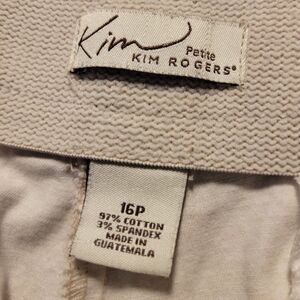 Kim
Petite
KIM ROGERS®
16P
97% COTTON
3% SPANDEX
MADE IN
GUATEMALA